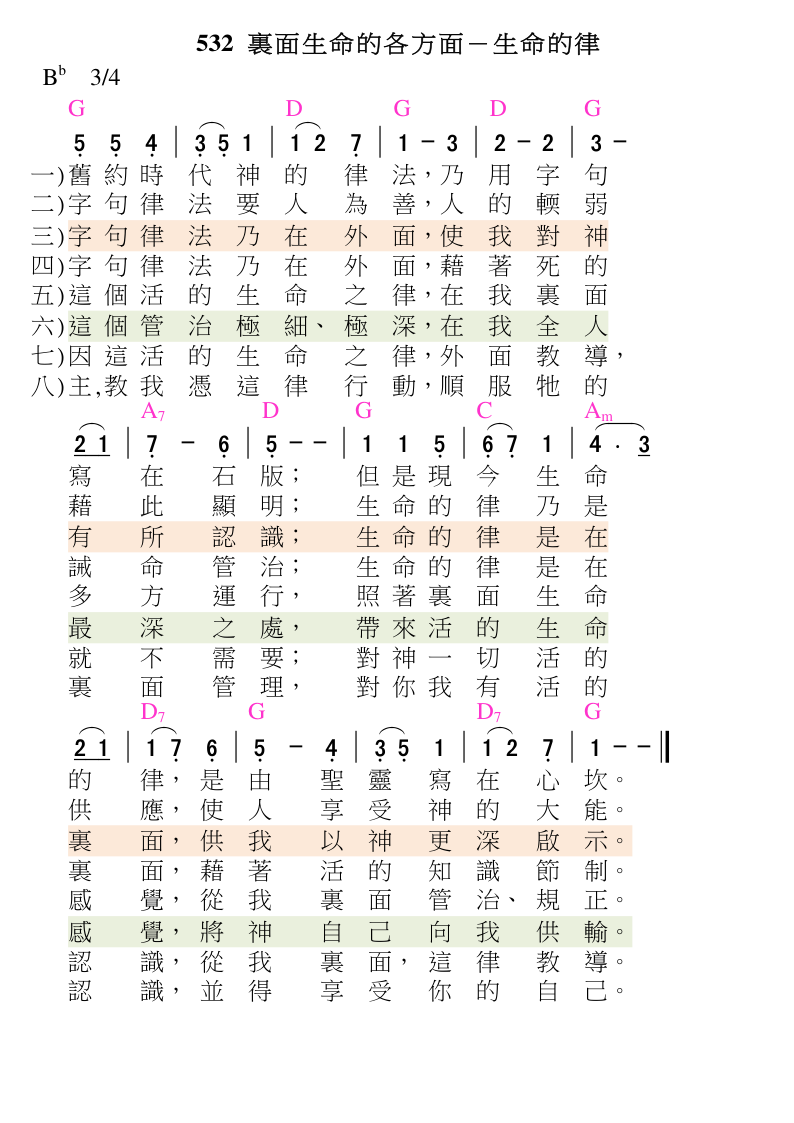 532 裏面生命的各方面－生命的律
Bb 3/4
G D G D G
5 5 4 | 3 5 1 | 1 2 7 | 1 － 3 | 2 － 2 | 3 －
一)舊約時代神的律法，乃用字句
二)字句律法要人為善，人的輭弱
三)字句律法乃在外面，使我對神
四)字句律法乃在外面，藉著死的
五)這個活的生命之律，在我裏面
六)這個管治極細、極深，在我全人
七)因這活的生命之律，外面教導，
八)主,教我憑這律行動，順服牠的
A7 D G C Am
2 1 | 7 － 6 | 5 － － | 1 1 5 | 6 7 1 | 4 . 3
寫在石版；但是現今生命
藉此顯明；生命的律乃是
有所認識；生命的律是在
誡命管治；生命的律是在
多方運行，照著裏面生命
最深之處，帶來活的生命
就不需要；對神一切活的
裏面管理，對你我有活的
D7 G D7 G
2 1 | 1 7 6 | 5 － 4 | 3 5 1 | 1 2 7 | 1 － － ‖
的律，是由聖靈寫在心坎。
供應，使人享受神的大能。
裏面，供我以神更深啟示。
裏面，藉著活的知識節制。
感覺，從我裏面管治、規正。
感覺，將神自己向我供輸。
認識，從我裏面，這律教導。
認識，並得享受你的自己。